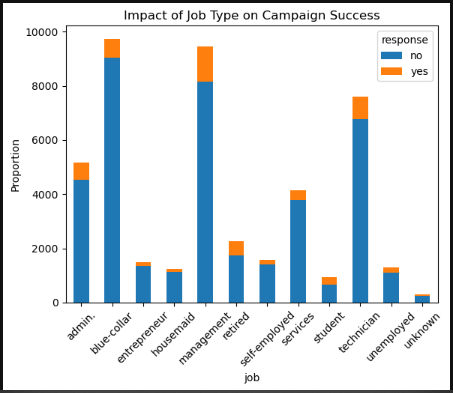 Impact of Job Type on Campaign Success
10000
8000
6000
4000
2000
0
Proportion
response
no
yes
admin.
blue-collar
entrepreneur
housemaid
management
retired
self-employed
services
student
technician
unemployed
unknown
job